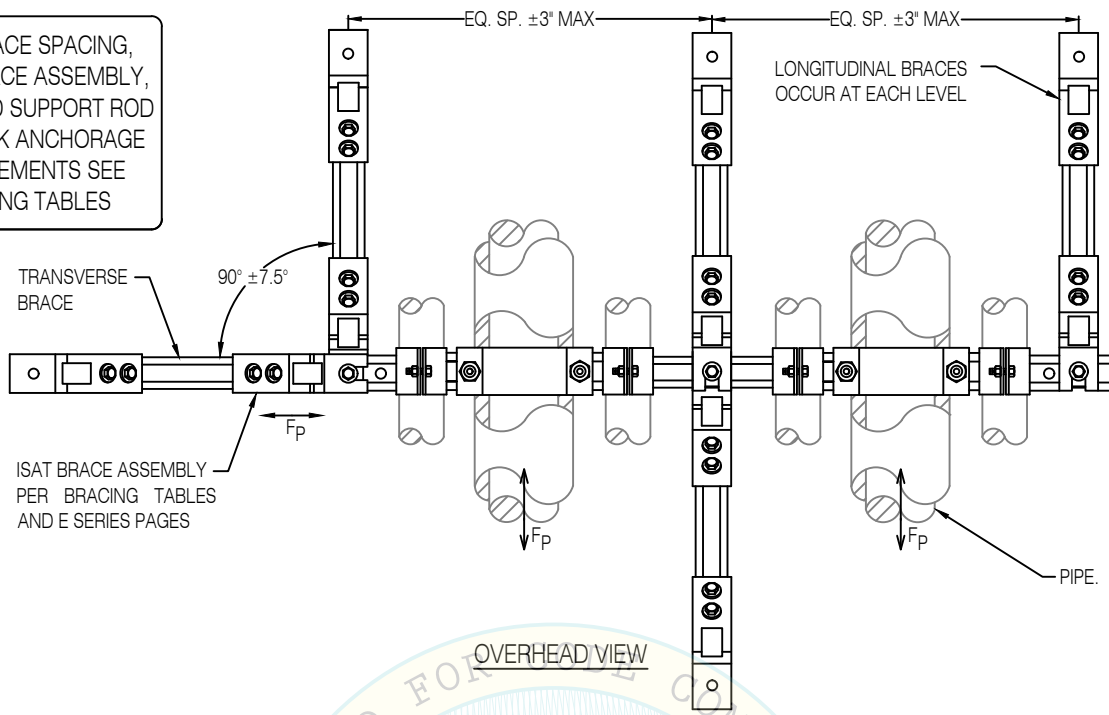 EQ. SP. ±3" MAX
EQ. SP. ±3" MAX
ACE SPACING,
CE ASSEMBLY,
SUPPORT ROD
ANCHORAGE
EMENTS SEE
NG TABLES
LONGITUDINAL BRACES
OCCUR AT EACH LEVEL
TRANSVERSE
BRACE
90° ±7.5°
FP
ISAT BRACE ASSEMBLY
PER BRACING TABLES
AND E SERIES PAGES
FP
FP
PIPE.
OVERHEAD VIEW
FOR CODE